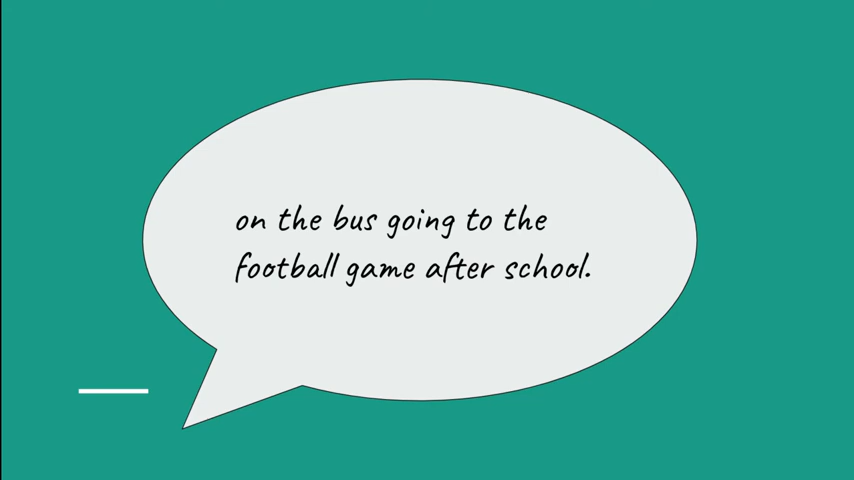 on the bus going to the
football game after school.